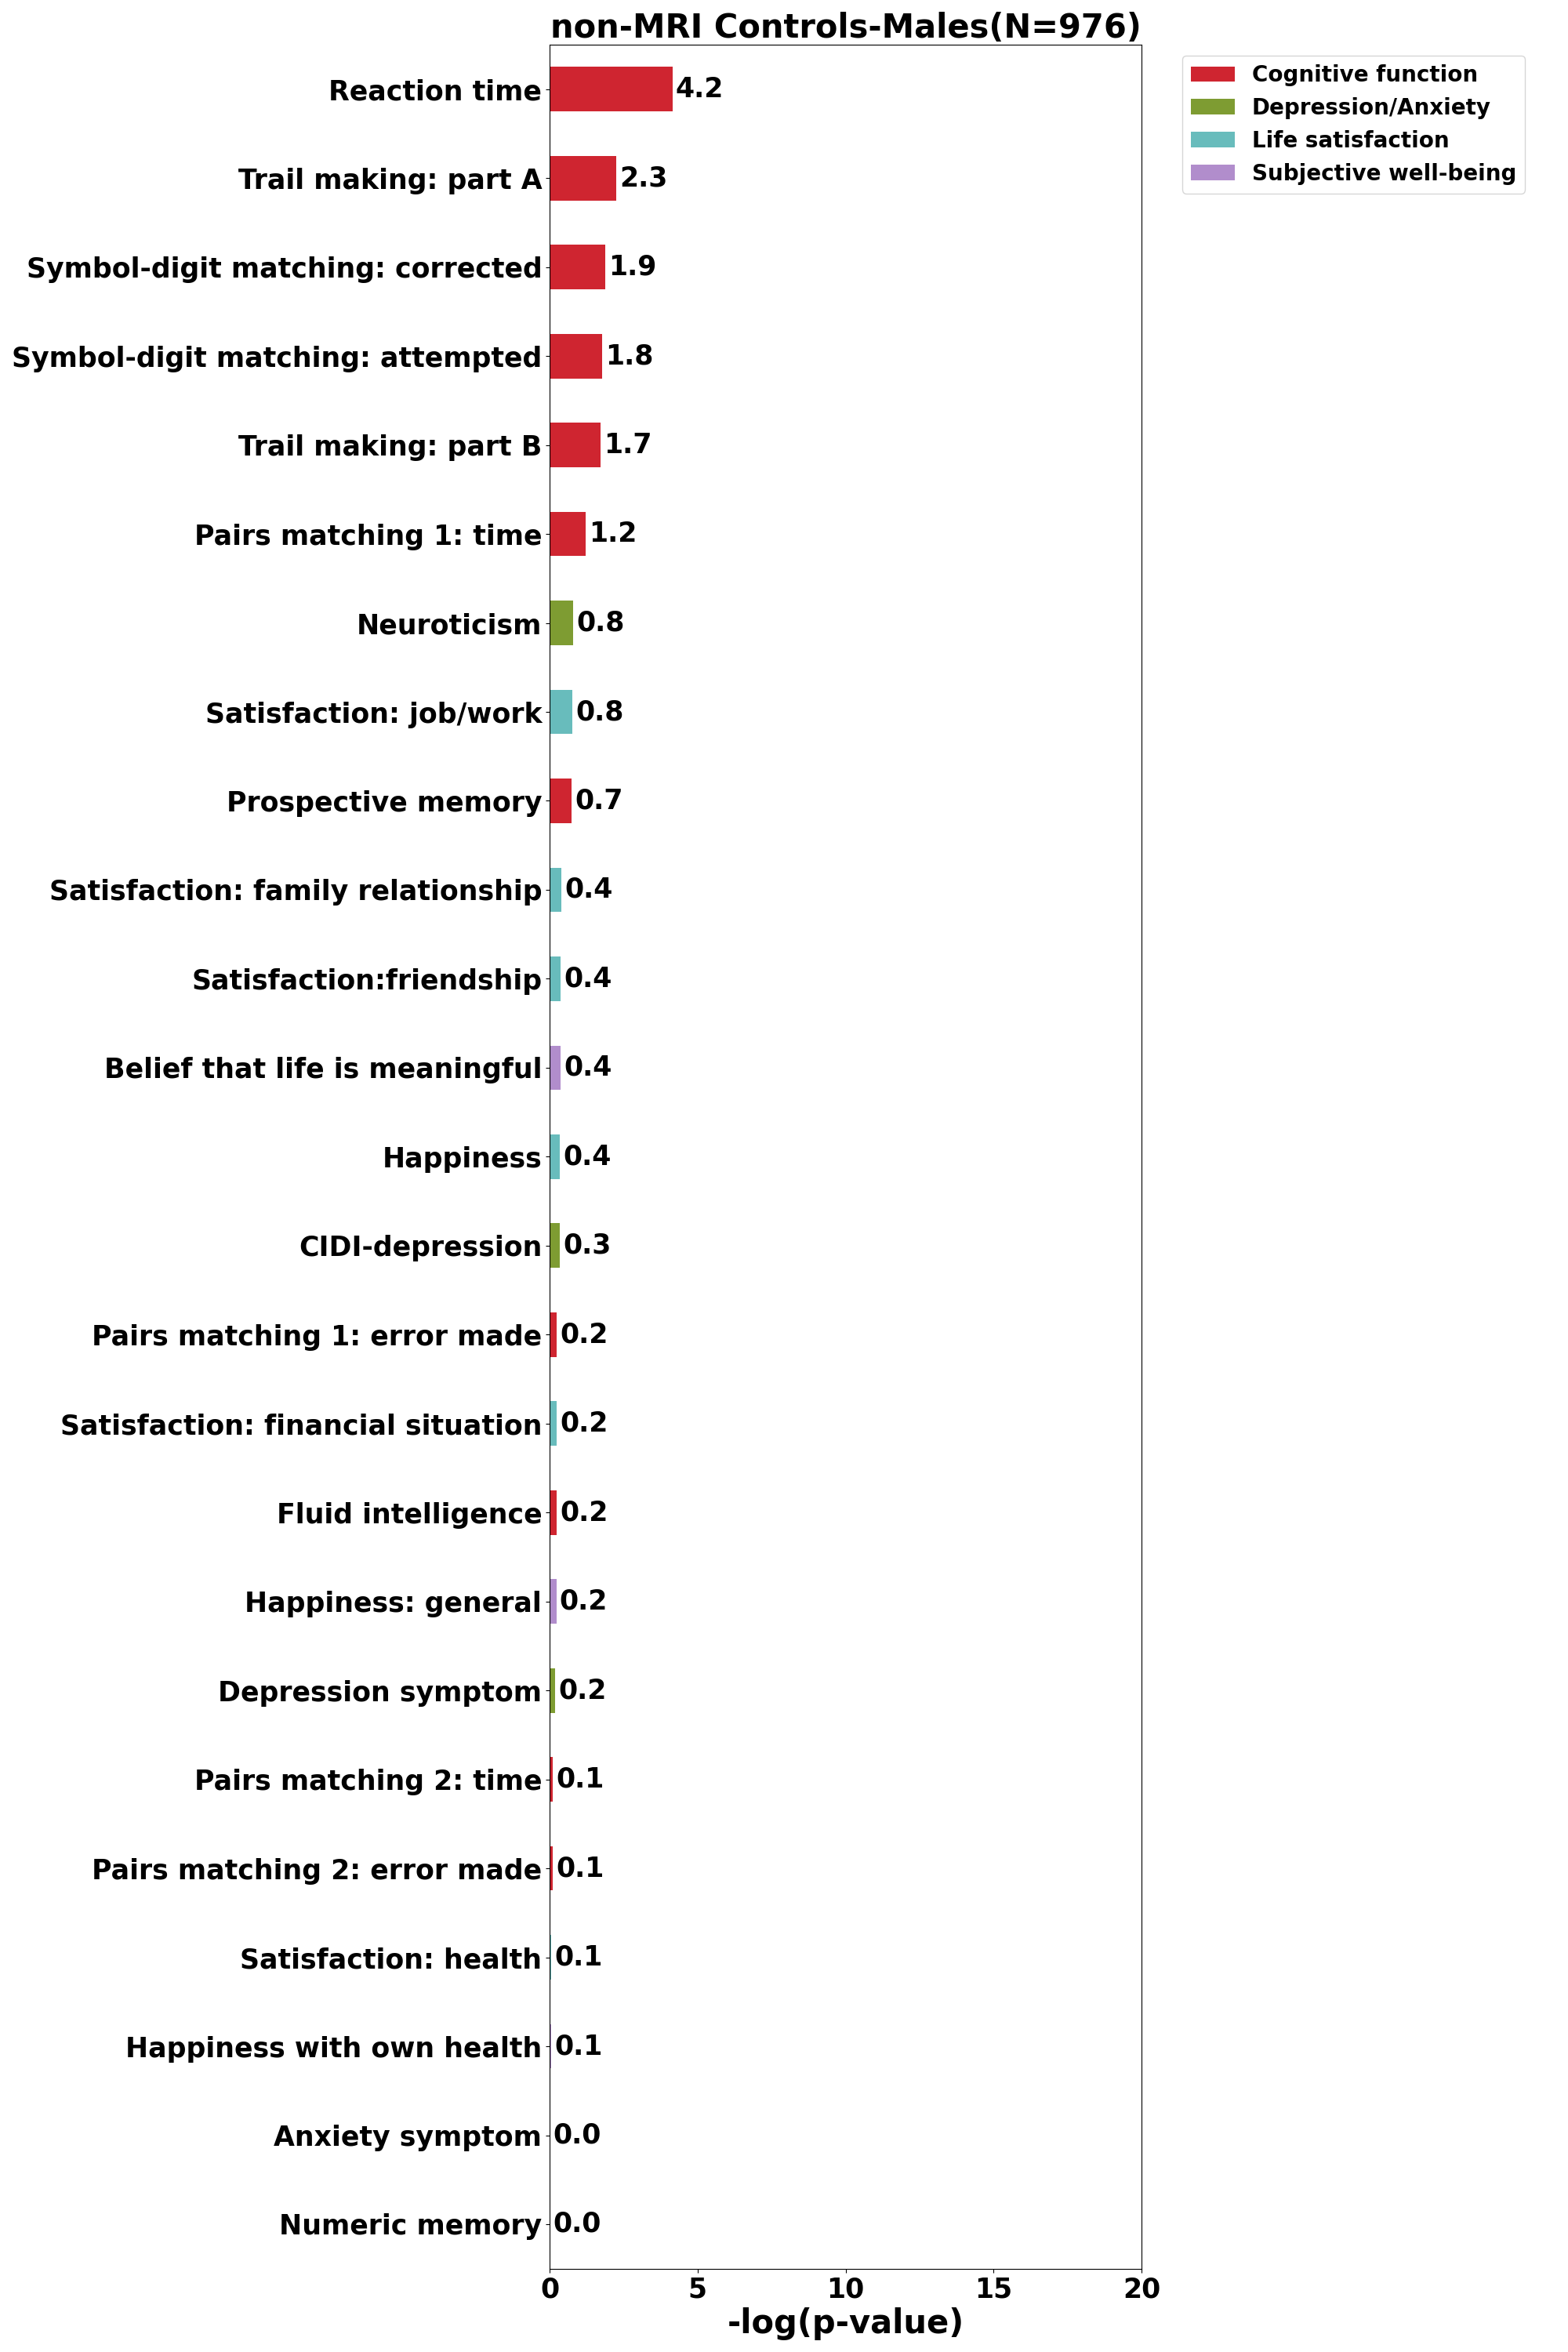 non-MRI Controls-Males(N=976)
Reaction time 4.2
Trail making: part A 2.3
Symbol-digit matching: corrected 1.9
Symbol-digit matching: attempted 1.8
Trail making: part B 1.7
Pairs matching 1: time 1.2
Neuroticism 0.8
Satisfaction: job/work 0.8
Prospective memory 0.7
Satisfaction: family relationship 0.4
Satisfaction:friendship 0.4
Belief that life is meaningful 0.4
Happiness 0.4
CIDI-depression 0.3
Pairs matching 1: error made 0.2
Satisfaction: financial situation 0.2
Fluid intelligence 0.2
Happiness: general 0.2
Depression symptom 0.2
Pairs matching 2: time 0.1
Pairs matching 2: error made 0.1
Satisfaction: health 0.1
Happiness with own health 0.1
Anxiety symptom 0.0
Numeric memory 0.0
0 5 10 15 20
-log(p-value)
Cognitive function
Depression/Anxiety
Life satisfaction
Subjective well-being